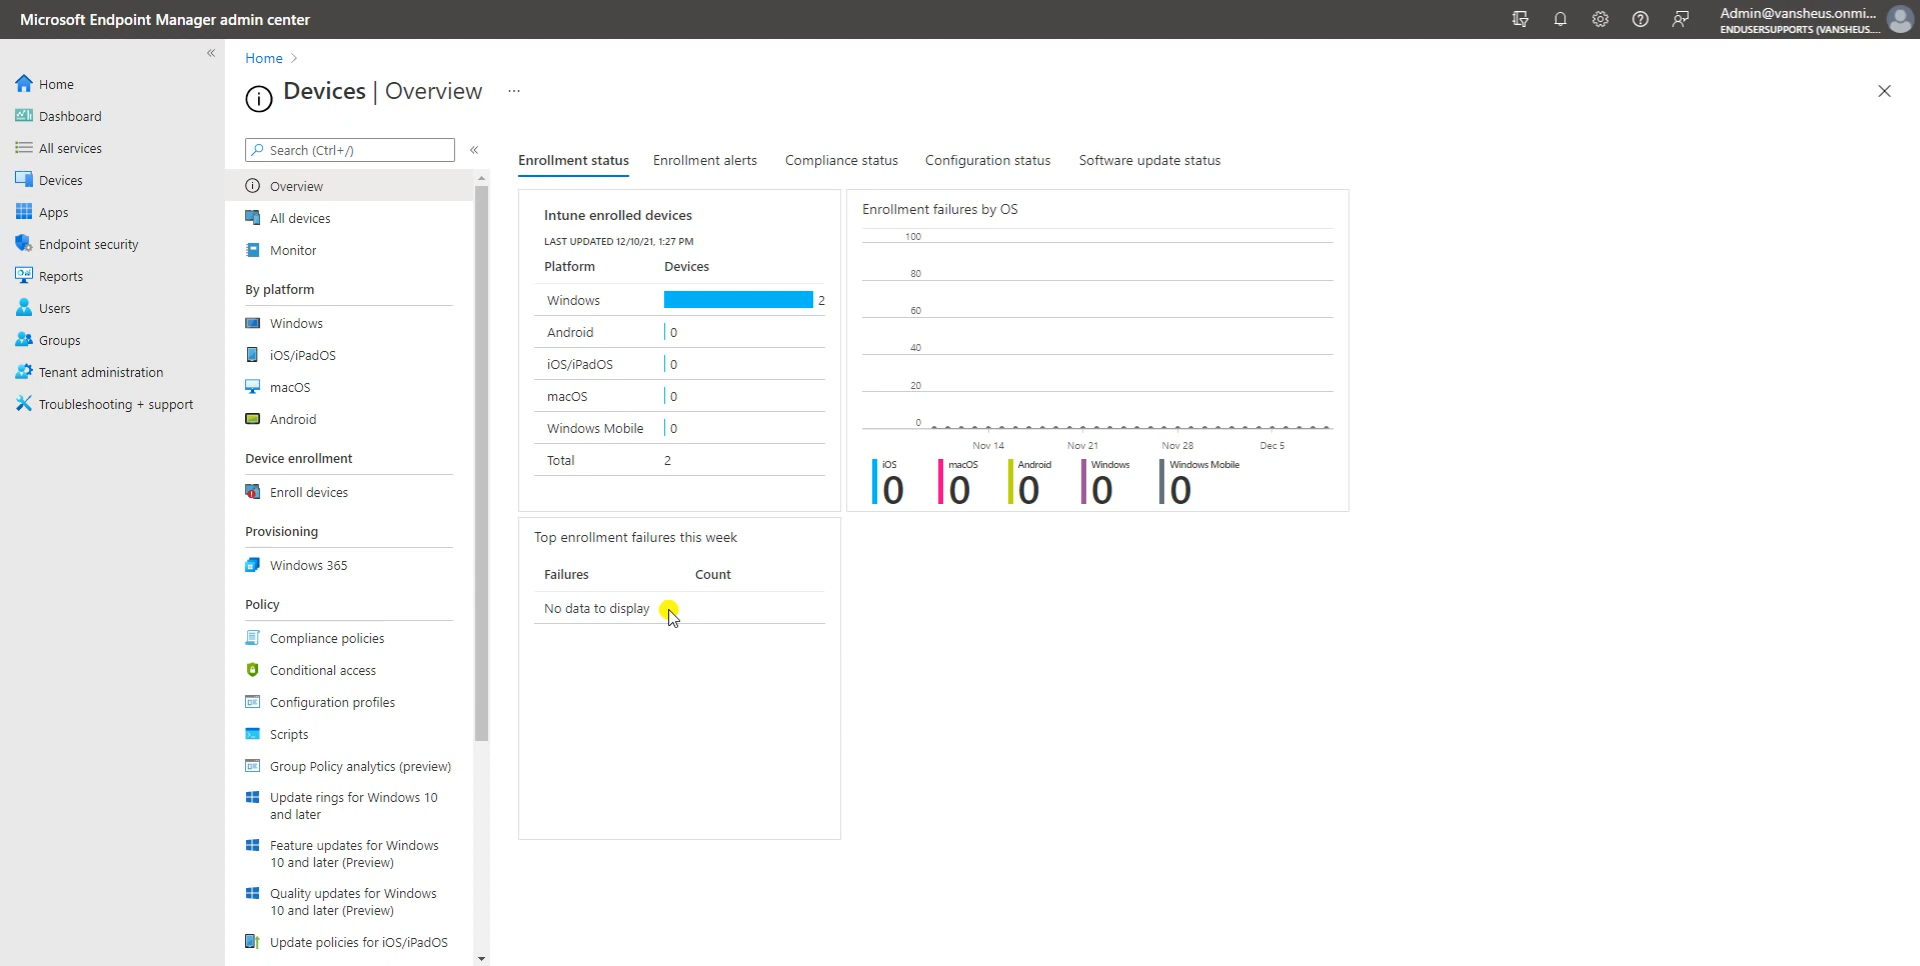 Microsoft Endpoint Manager admin center
Admin@vansheus.onmi...
ENDUSERSUPPORTS (VANSHEUS....
Home
Dashboard
All services
Devices
Apps
Endpoint security
Reports
Users
Groups
Tenant administration
Troubleshooting + support
Home
Devices | Overview
...
Search (Ctrl+/)
Overview
All devices
Monitor
By platform
Windows
iOS/iPadOS
macOS
Android
Device enrollment
Enroll devices
Provisioning
Windows 365
Policy
Compliance policies
Conditional access
Configuration profiles
Scripts
Group Policy analytics (preview)
Update rings for Windows 10
and later
Feature updates for Windows
10 and later (Preview)
Quality updates for Windows
10 and later (Preview)
Update policies for iOS/iPadOS
Enrollment status Enrollment alerts Compliance status Configuration status Software update status
Intune enrolled devices
LAST UPDATED 12/10/21, 1:27 PM
Platform Devices
Windows 2
Android 0
iOS/iPadOS 0
macOS 0
Windows Mobile 0
Total 2
Enrollment failures by OS
100
80
60
40
20
0
Nov 14 Nov 21 Nov 28 Dec 5
iOS macOS Android Windows Windows Mobile
0 0 0 0 0
Top enrollment failures this week
Failures Count
No data to display